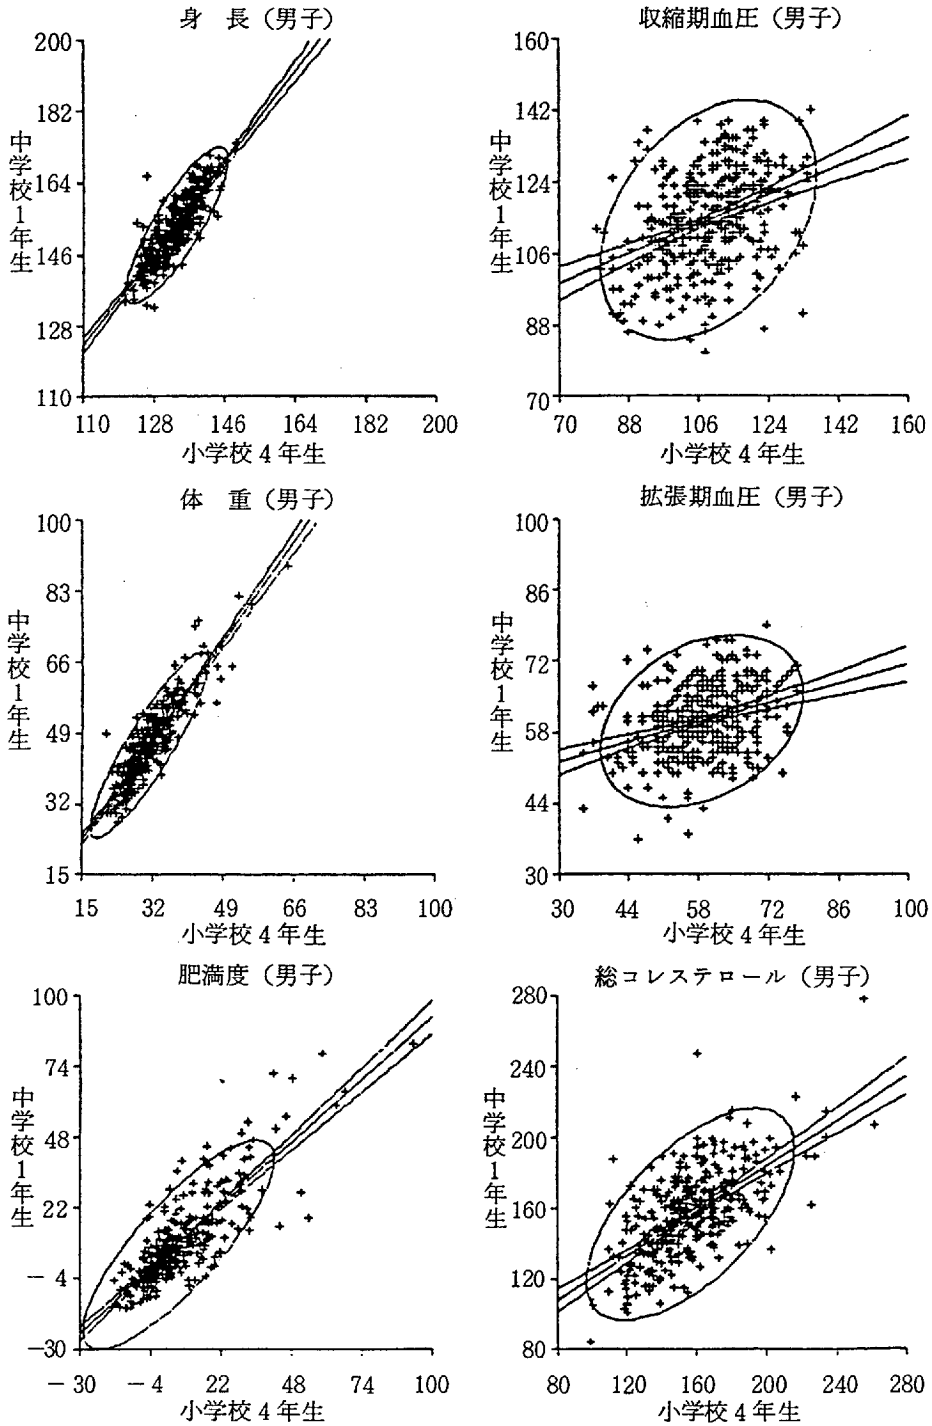 身 長（男子）
200
182
164
146
128
110
中学校1年生
110 128 146 164 182 200
小学校4年生
収縮期血圧（男子）
160
142
124
106
88
70
中学校1年生
70 88 106 124 142 160
小学校4年生
体 重（男子）
100
83
66
49
32
15
中学校1年生
15 32 49 66 83 100
小学校4年生
拡張期血圧（男子）
100
86
72
58
44
30
中学校1年生
30 44 58 72 86 100
小学校4年生
肥満度（男子）
100
74
48
22
－4
－30
中学校1年生
－30 －4 22 48 74 100
小学校4年生
総コレステロール（男子）
280
240
200
160
120
80
中学校1年生
80 120 160 200 240 280
小学校4年生